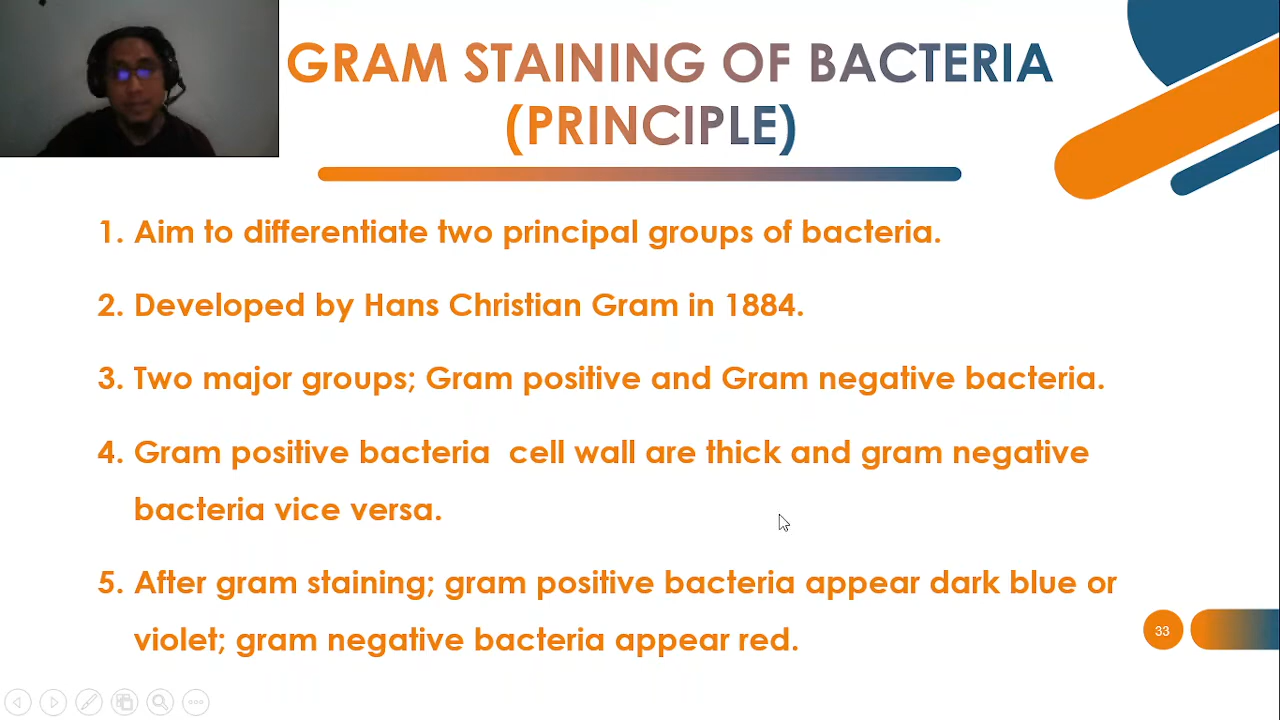 GRAM STAINING OF BACTERIA
(PRINCIPLE)
1. Aim to differentiate two principal groups of bacteria.
2. Developed by Hans Christian Gram in 1884.
3. Two major groups; Gram positive and Gram negative bacteria.
4. Gram positive bacteria cell wall are thick and gram negative
bacteria vice versa.
5. After gram staining; gram positive bacteria appear dark blue or
violet; gram negative bacteria appear red.
33